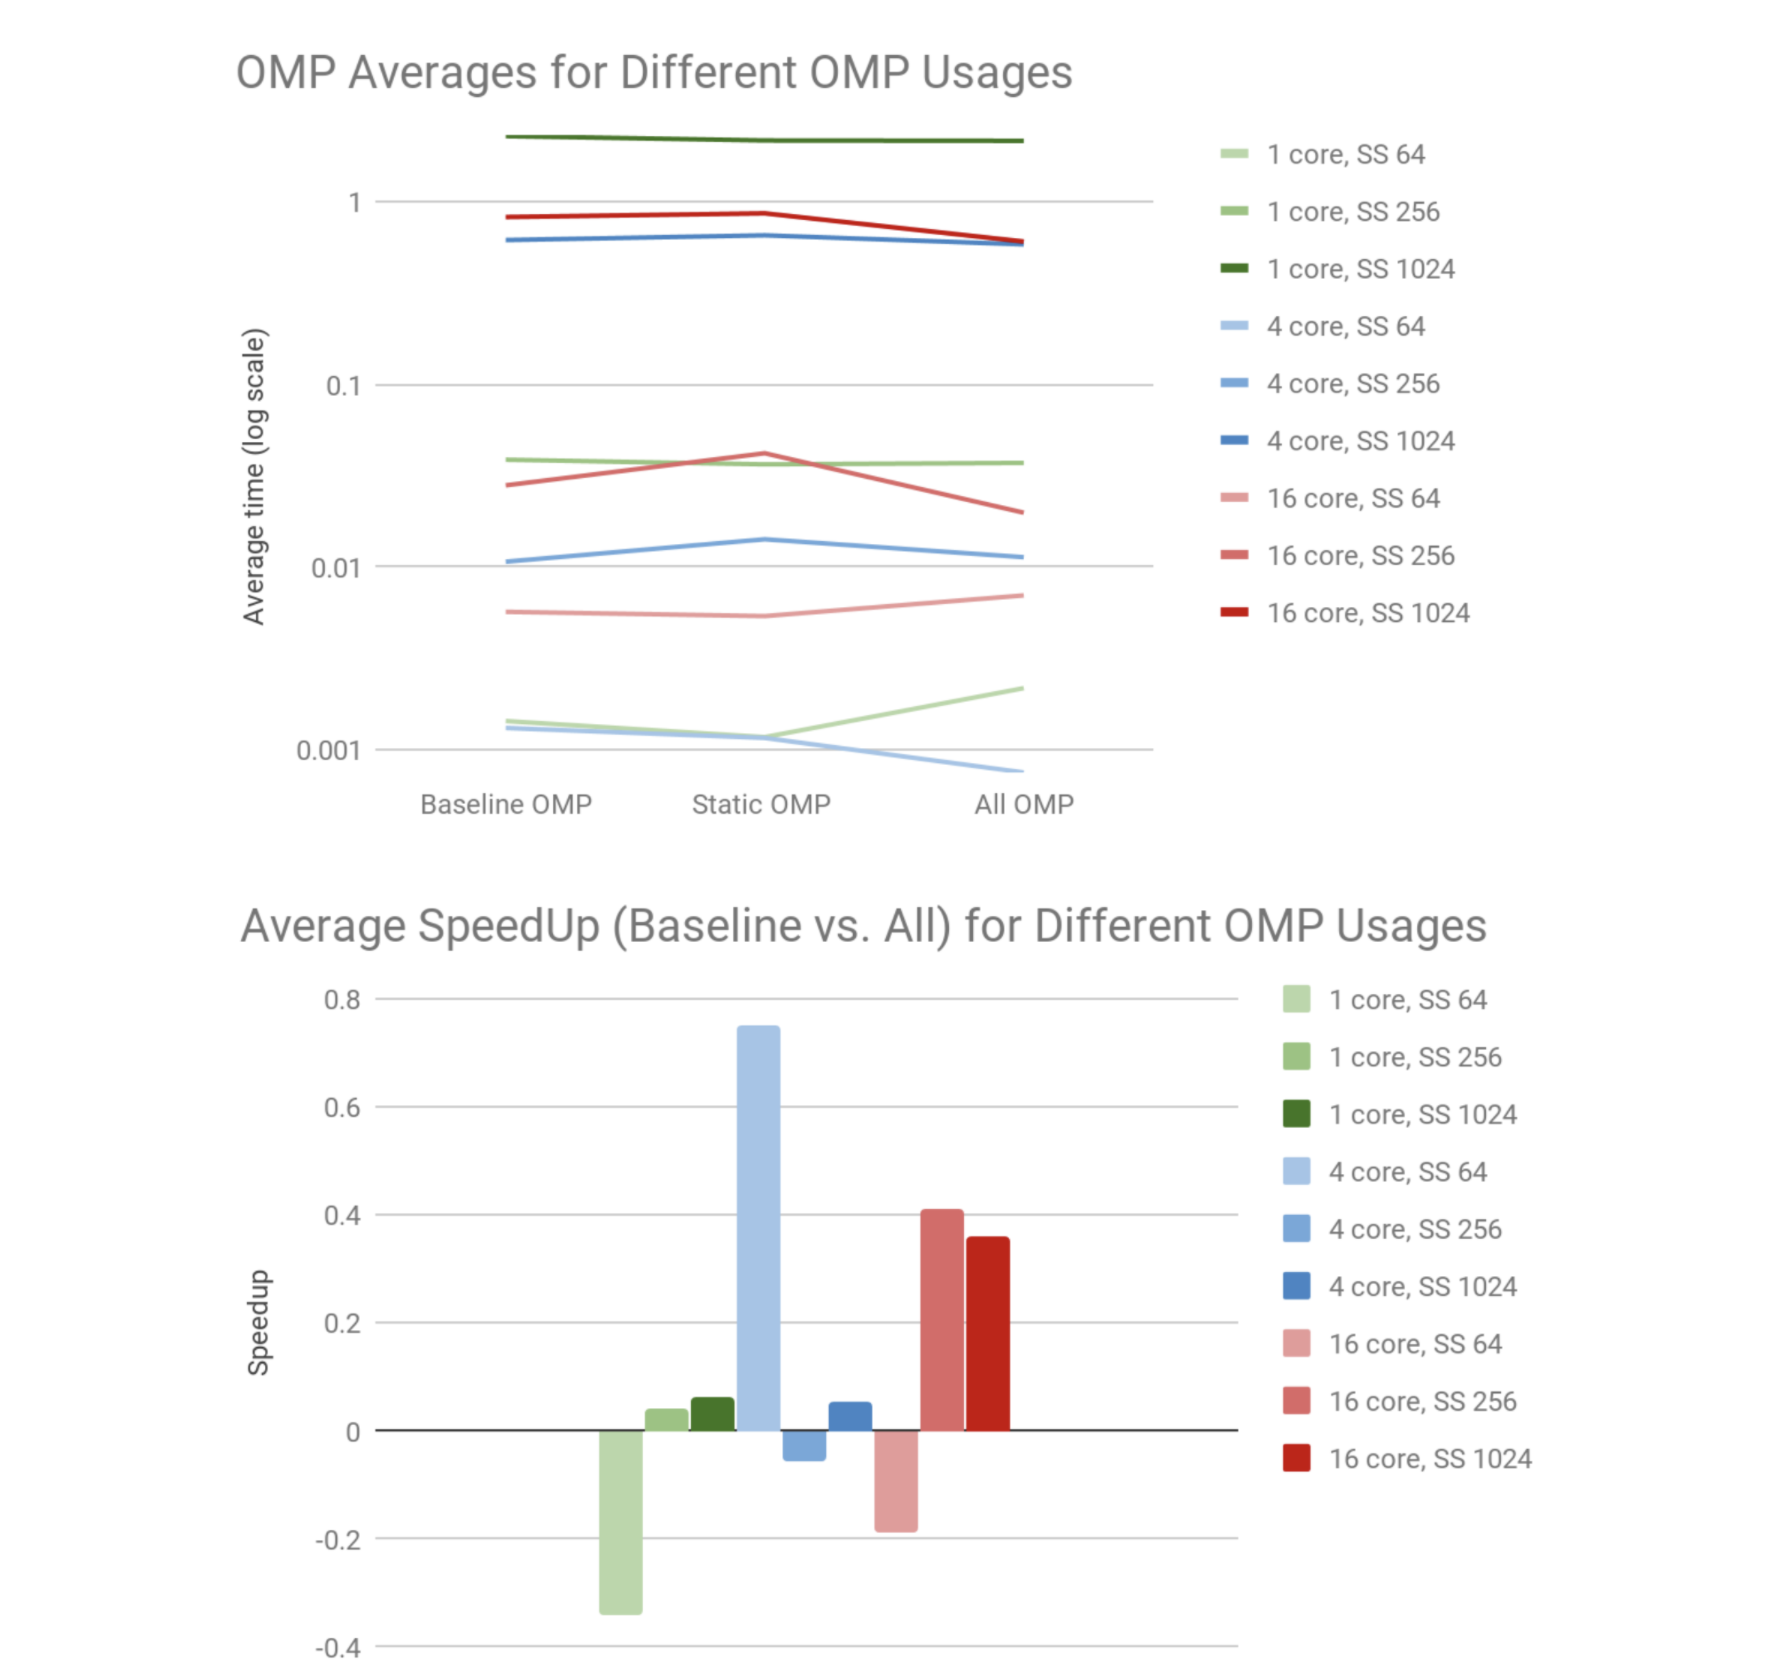 OMP Averages for Different OMP Usages
Average time (log scale)
1
0.1
0.01
0.001
Baseline OMP
Static OMP
All OMP
1 core, SS 64
1 core, SS 256
1 core, SS 1024
4 core, SS 64
4 core, SS 256
4 core, SS 1024
16 core, SS 64
16 core, SS 256
16 core, SS 1024
Average SpeedUp (Baseline vs. All) for Different OMP Usages
Speedup
0.8
0.6
0.4
0.2
0
-0.2
-0.4
1 core, SS 64
1 core, SS 256
1 core, SS 1024
4 core, SS 64
4 core, SS 256
4 core, SS 1024
16 core, SS 64
16 core, SS 256
16 core, SS 1024